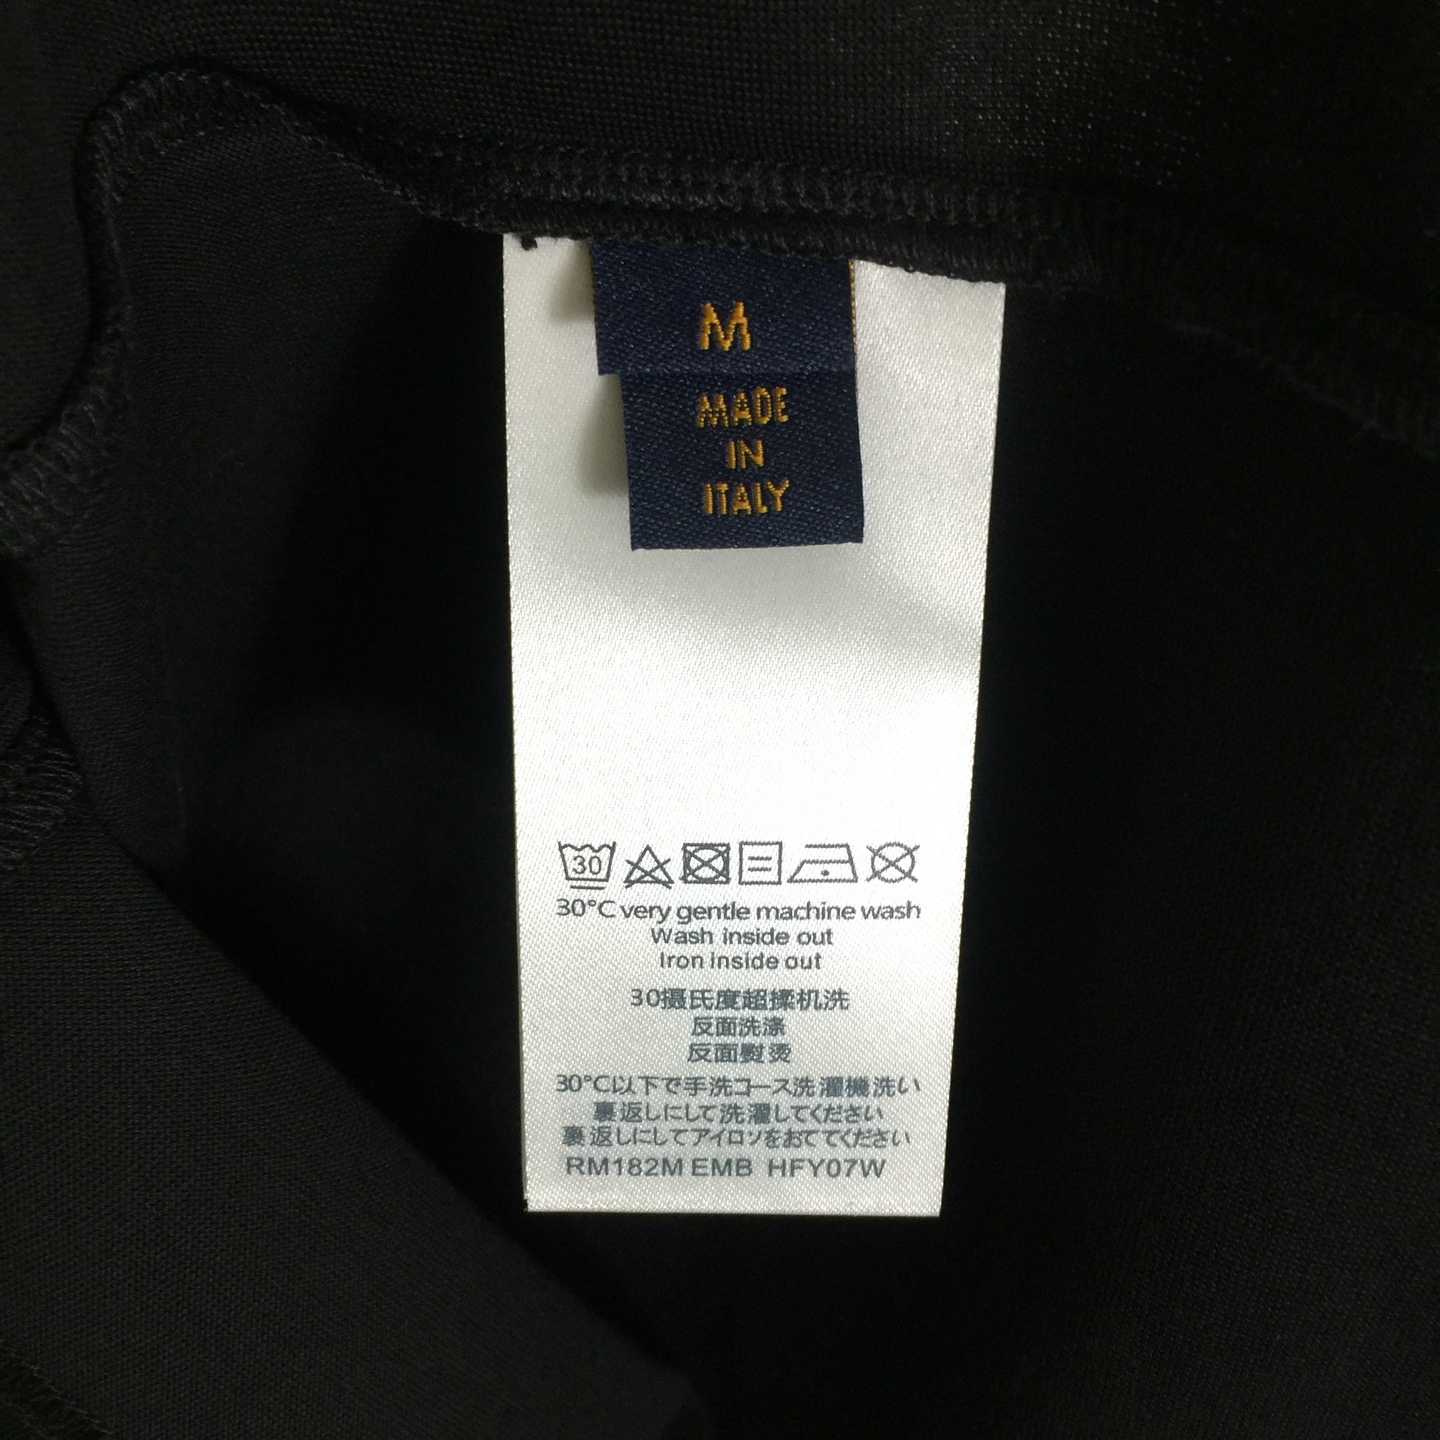 M
MADE
IN
ITALY
30
30°C very gentle machine wash
Wash inside out
Iron inside out
30摄氏度超揉机洗
反面洗涤
反面熨烫
30°C以下で手洗コース洗濯機洗い
裏返しにして洗濯してください
裏返しにしてアイロンをおてください
RM182M EMB HFY07W